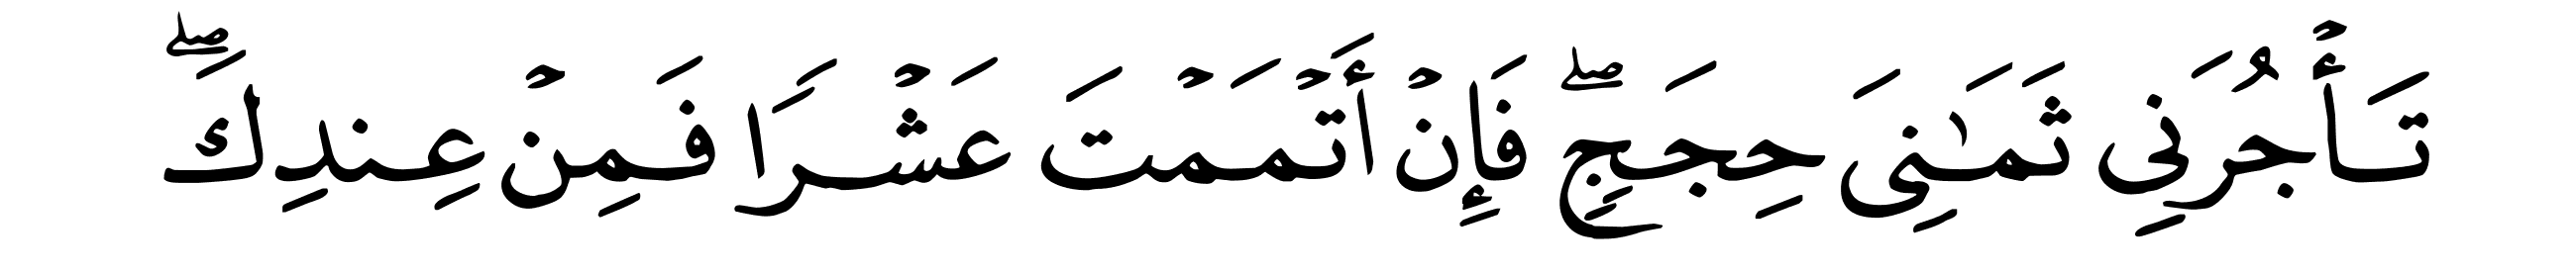 تَأْجُرَنِي ثَمَٰنِىَ حِجَجٍۖ فَإِنْ أَتْمَمْتَ عَشْرًا فَمِنْ عِندِكَۖ